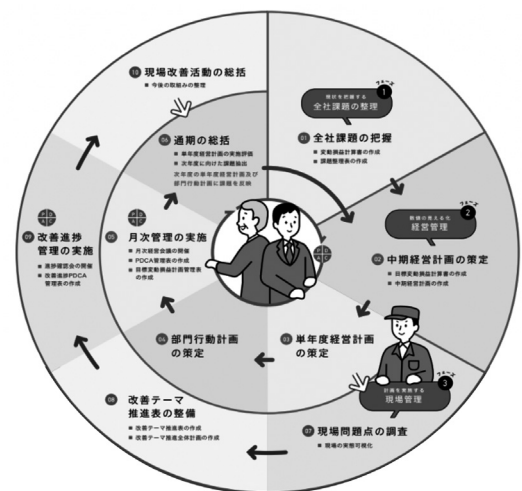 フェーズ
1
現状を把握する
全社課題の整理
01 全社課題の把握
■ 変動損益計算書の作成
■ 課題整理表の作成
フェーズ
2
数値の見える化
経営管理
02 中期経営計画の策定
■ 目標変動損益計算書の作成
■ 中期経営計画の作成
03 単年度経営計画
の策定
04 部門行動計画
の策定
05 月次管理の実施
■ 月次経営会議の開催
■ PDCA管理表の作成
■ 目標変動損益計画管理表
の作成
06 通期の総括
■ 単年度経営計画の実施評価
■ 次年度に向けた課題抽出
次年度の単年度経営計画及び
部門行動計画に課題を反映
フェーズ
3
計画を実施する
現場管理
07 現場問題点の調査
■ 現場の実態可視化
08 改善テーマ
推進表の整備
■ 改善テーマ推進表の作成
■ 改善テーマ推進全体計画の作成
09 改善進捗
管理の実施
■ 進捗確認会の開催
■ 改善進捗PDCA
管理表の作成
10 現場改善活動の総括
■ 今後の取組みの整理